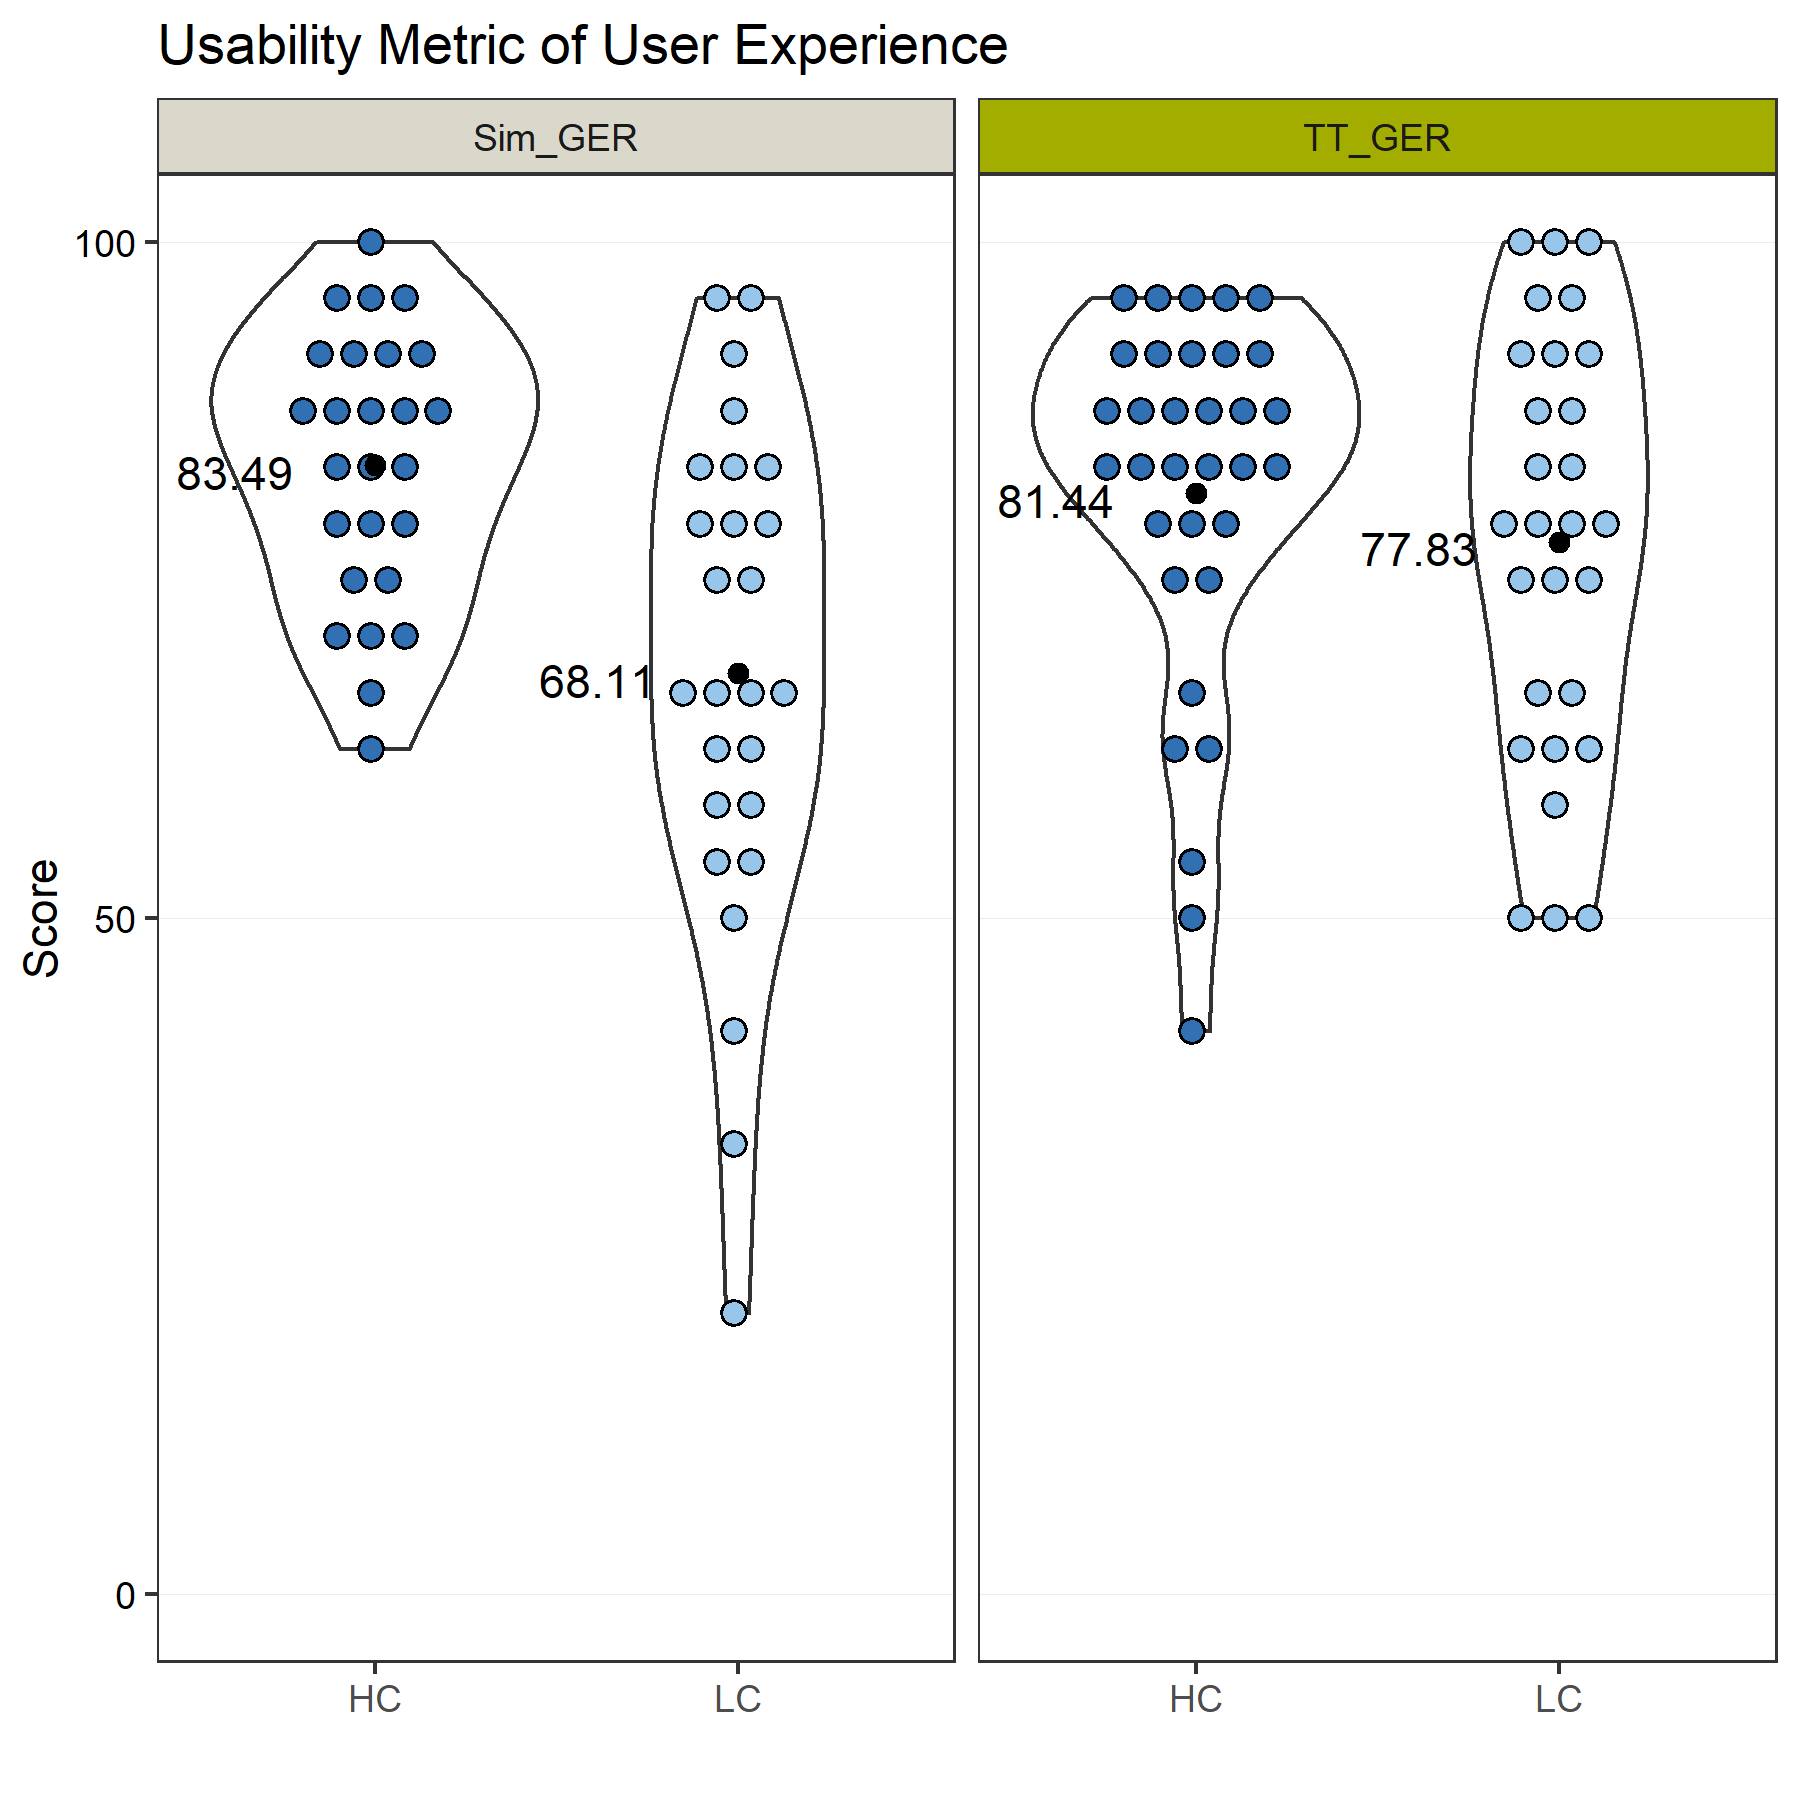 Usability Metric of User Experience
Sim_GER
TT_GER
100
83.49
81.44
77.83
68.11
Score
50
0
HC
LC
HC
LC